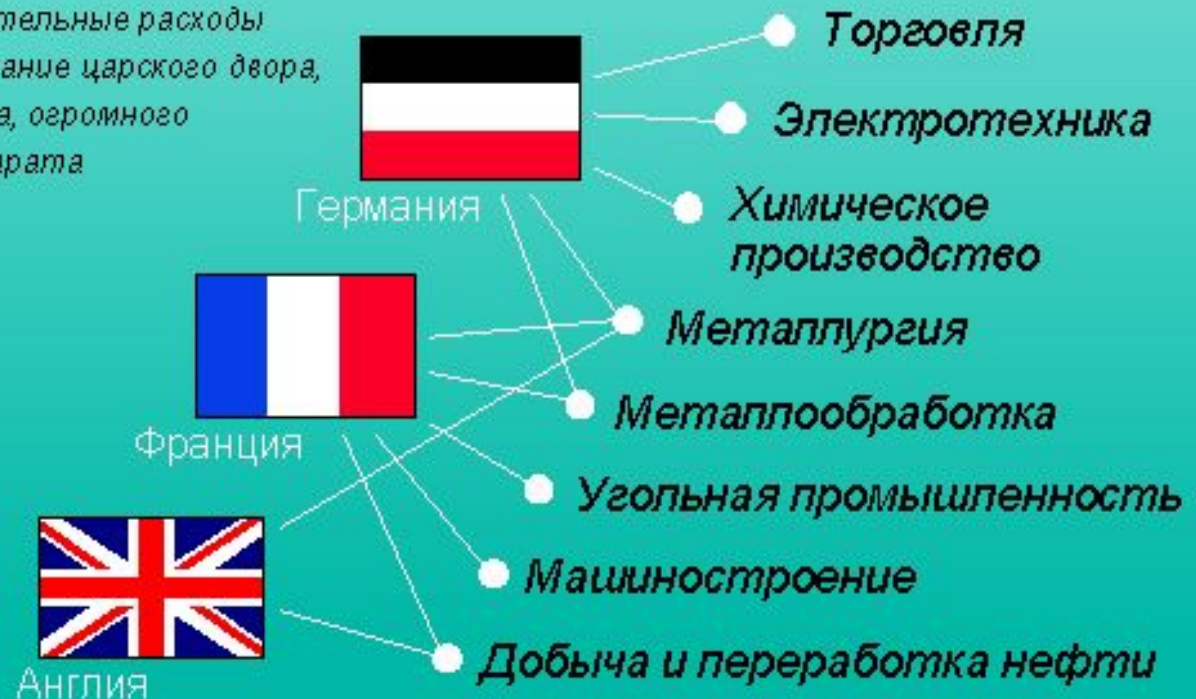 тельные расходы
ание царского двора,
а, огромного
арата
Германия
Франция
Англия
Торговля
Электротехника
Химическое
производство
Металлургия
Металлообработка
Угольная промышленность
Машиностроение
Добыча и переработка нефти